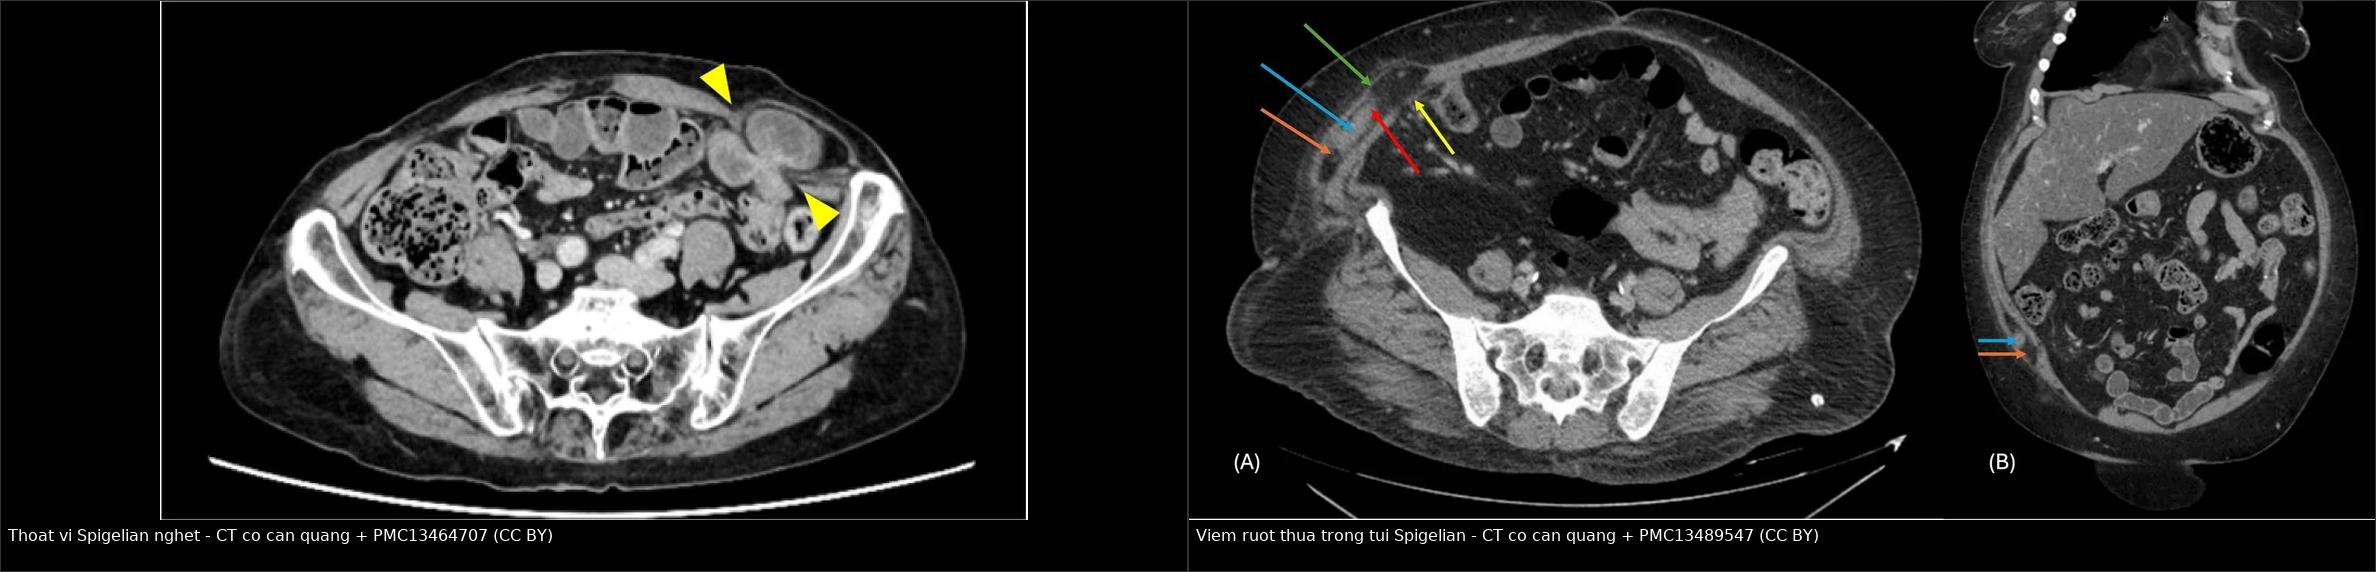 H
(A)
(B)
Thoat vi Spigelian nghet - CT co can quang + PMC13464707 (CC BY)
Viem ruot thua trong tui Spigelian - CT co can quang + PMC13489547 (CC BY)